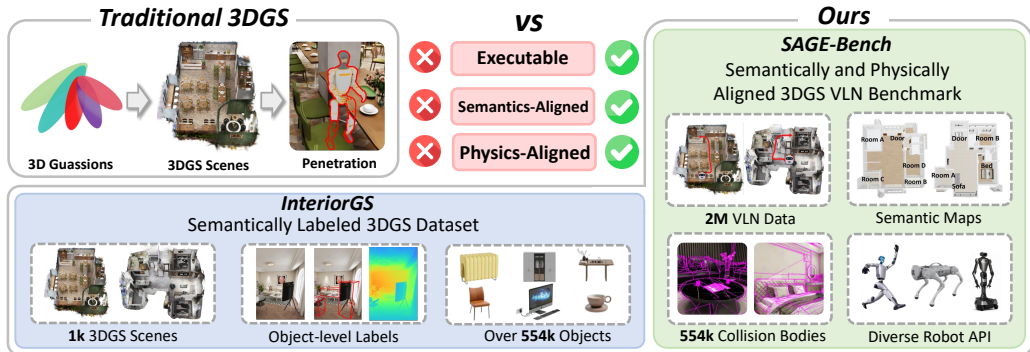 Traditional 3DGS
3D Guassions
3DGS Scenes
Penetration
VS
Executable
Semantics-Aligned
Physics-Aligned
Ours
SAGE-Bench
Semantically and Physically
Aligned 3DGS VLN Benchmark
2M VLN Data
Door
Room A
Room D
Room C
Room B
Door
Room B
Bed
Room A
Sofa
Semantic Maps
554k Collision Bodies
Diverse Robot API
InteriorGS
Semantically Labeled 3DGS Dataset
1k 3DGS Scenes
Object-level Labels
Over 554k Objects